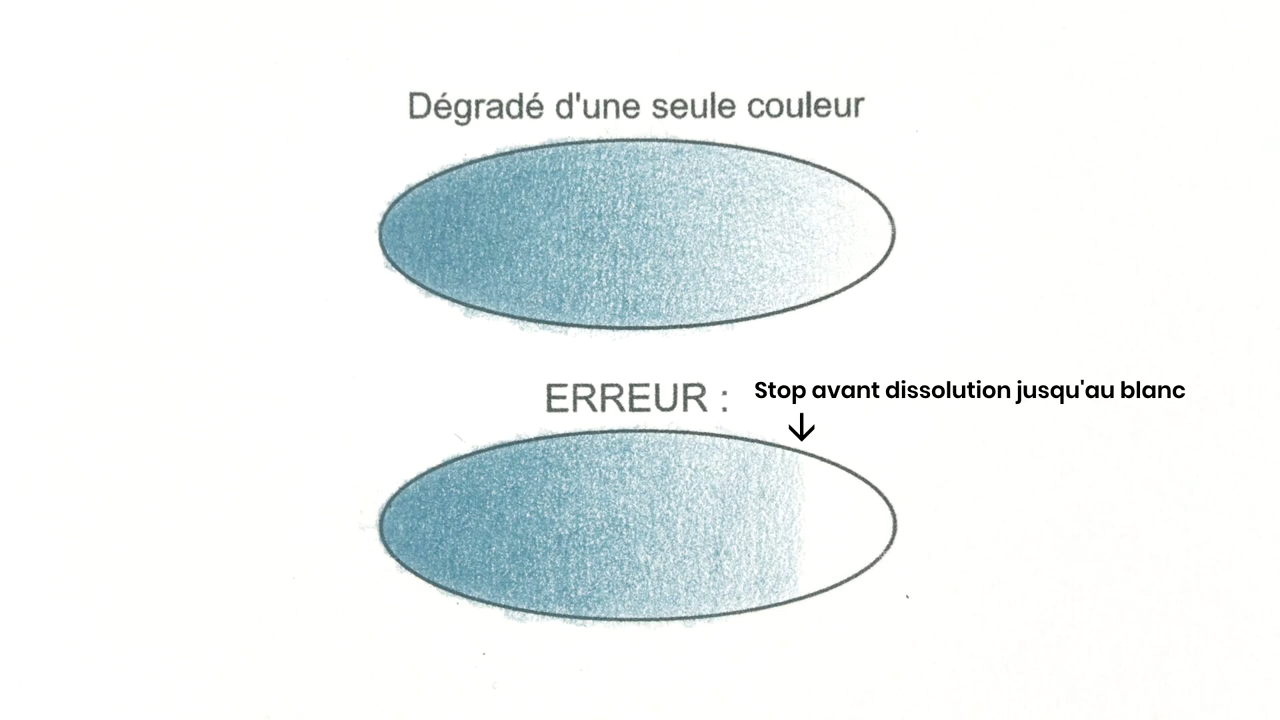 Dégradé d'une seule couleur
ERREUR : Stop avant dissolution jusqu'au blanc